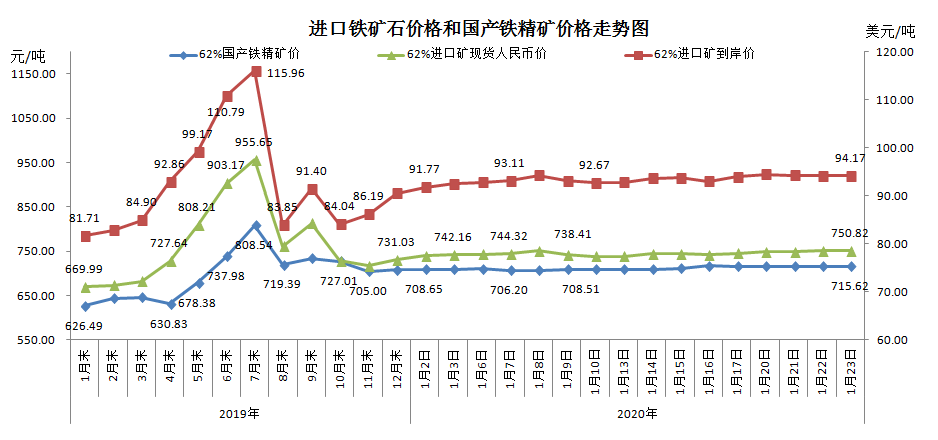 进口铁矿石价格和国产铁精矿价格走势图
元/吨
美元/吨
62%国产铁精矿价
62%进口矿现货人民币价
62%进口矿到岸价
1150.00
1050.00
950.00
850.00
750.00
650.00
550.00
120.00
110.00
100.00
90.00
80.00
70.00
60.00
81.71
84.90
92.86
99.17
110.79
115.96
83.85
91.40
84.04
86.19
91.77
93.11
92.67
94.17
669.99
727.64
808.21
903.17
955.65
727.01
731.03
742.16
744.32
738.41
750.82
626.49
630.83
678.38
737.98
808.54
719.39
705.00
708.65
706.20
708.51
715.62
1月末
2月末
3月末
4月末
5月末
6月末
7月末
8月末
9月末
10月末
11月末
12月末
1月2日
1月3日
1月6日
1月7日
1月8日
1月9日
1月10日
1月13日
1月14日
1月15日
1月16日
1月17日
1月20日
1月21日
1月22日
1月23日
2019年
2020年